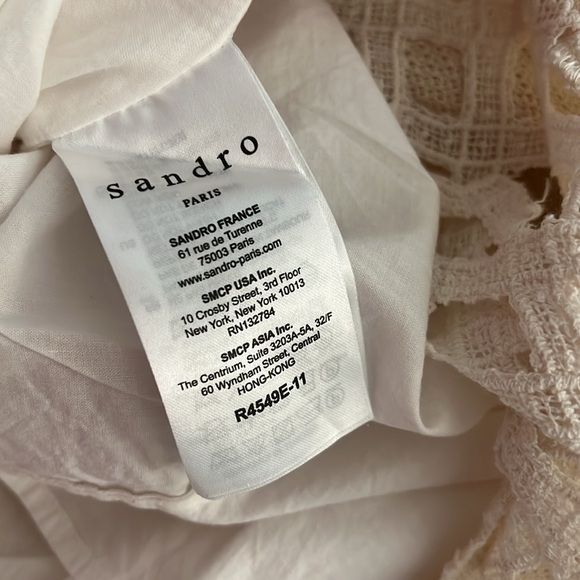 sandro
PARIS
SANDRO FRANCE
61 rue de Turenne
75003 Paris
www.sandro-paris.com
SMCP USA Inc.
10 Crosby Street, 3rd Floor
New York, New York 10013
RN132784
SMCP ASIA Inc.
The Centrium, Suite 3203A-5A, 32/F
60 Wyndham Street, Central
HONG-KONG
R4549E-11